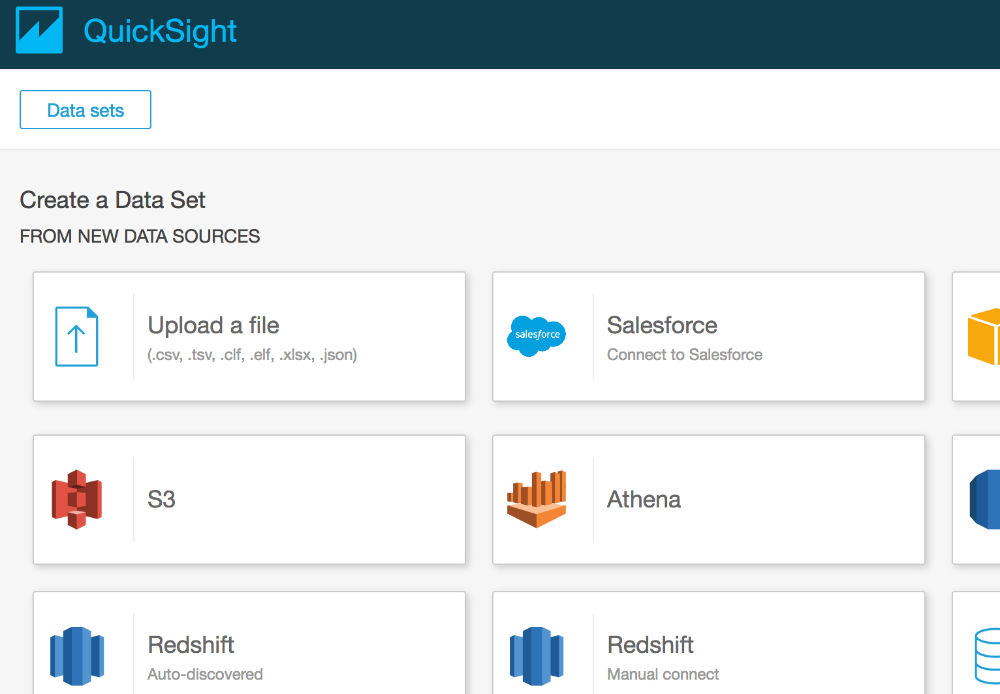 QuickSight
Data sets
Create a Data Set
FROM NEW DATA SOURCES
Upload a file
(.csv, .tsv, .clf, .elf, .xlsx, .json)
salesforce
Salesforce
Connect to Salesforce
S3
Athena
Redshift
Auto-discovered
Redshift
Manual connect